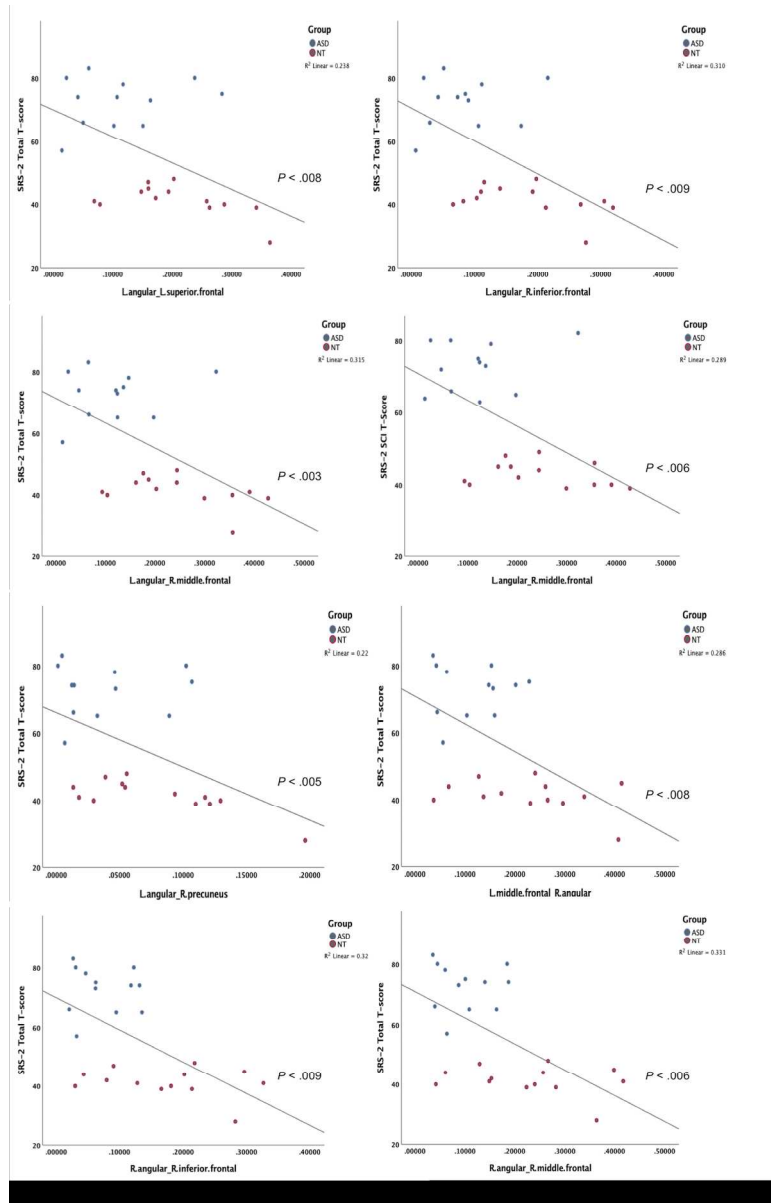 Group
ASD
NT
R² Linear = 0.238
SRS-2 Total T-score
80
60
40
20
P < .008
.00000 .10000 .20000 .30000 .40000
L.angular_L.superior.frontal
Group
ASD
NT
R² Linear = 0.310
SRS-2 Total T-score
80
60
40
20
P < .009
.00000 .10000 .20000 .30000 .40000
L.angular_R.inferior.frontal
Group
ASD
NT
R² Linear = 0.315
SRS-2 Total T-score
80
60
40
20
P < .003
.00000 .10000 .20000 .30000 .40000 .50000
L.angular_R.middle.frontal
Group
ASD
NT
R² Linear = 0.289
SRS-2 SCI T-Score
80
60
40
20
P < .006
.00000 .10000 .20000 .30000 .40000 .50000
L.angular_R.middle.frontal
Group
ASD
NT
R² Linear = 0.22
SRS-2 Total T-score
80
60
40
20
P < .005
.00000 .05000 .10000 .15000 .20000
L.angular_R.precuneus
Group
ASD
NT
R² Linear = 0.286
SRS-2 Total T-score
80
60
40
20
P < .008
.00000 .10000 .20000 .30000 .40000 .50000
L.middle.frontal R.angular
Group
ASD
NT
R² Linear = 0.32
SRS-2 Total T-score
80
60
40
20
P < .009
.00000 .10000 .20000 .30000 .40000
R.angular_R.inferior.frontal
Group
ASD
NT
R² Linear = 0.331
SRS-2 Total T-score
80
60
40
20
P < .006
.00000 .10000 .20000 .30000 .40000 .50000
R.angular_R.middle.frontal